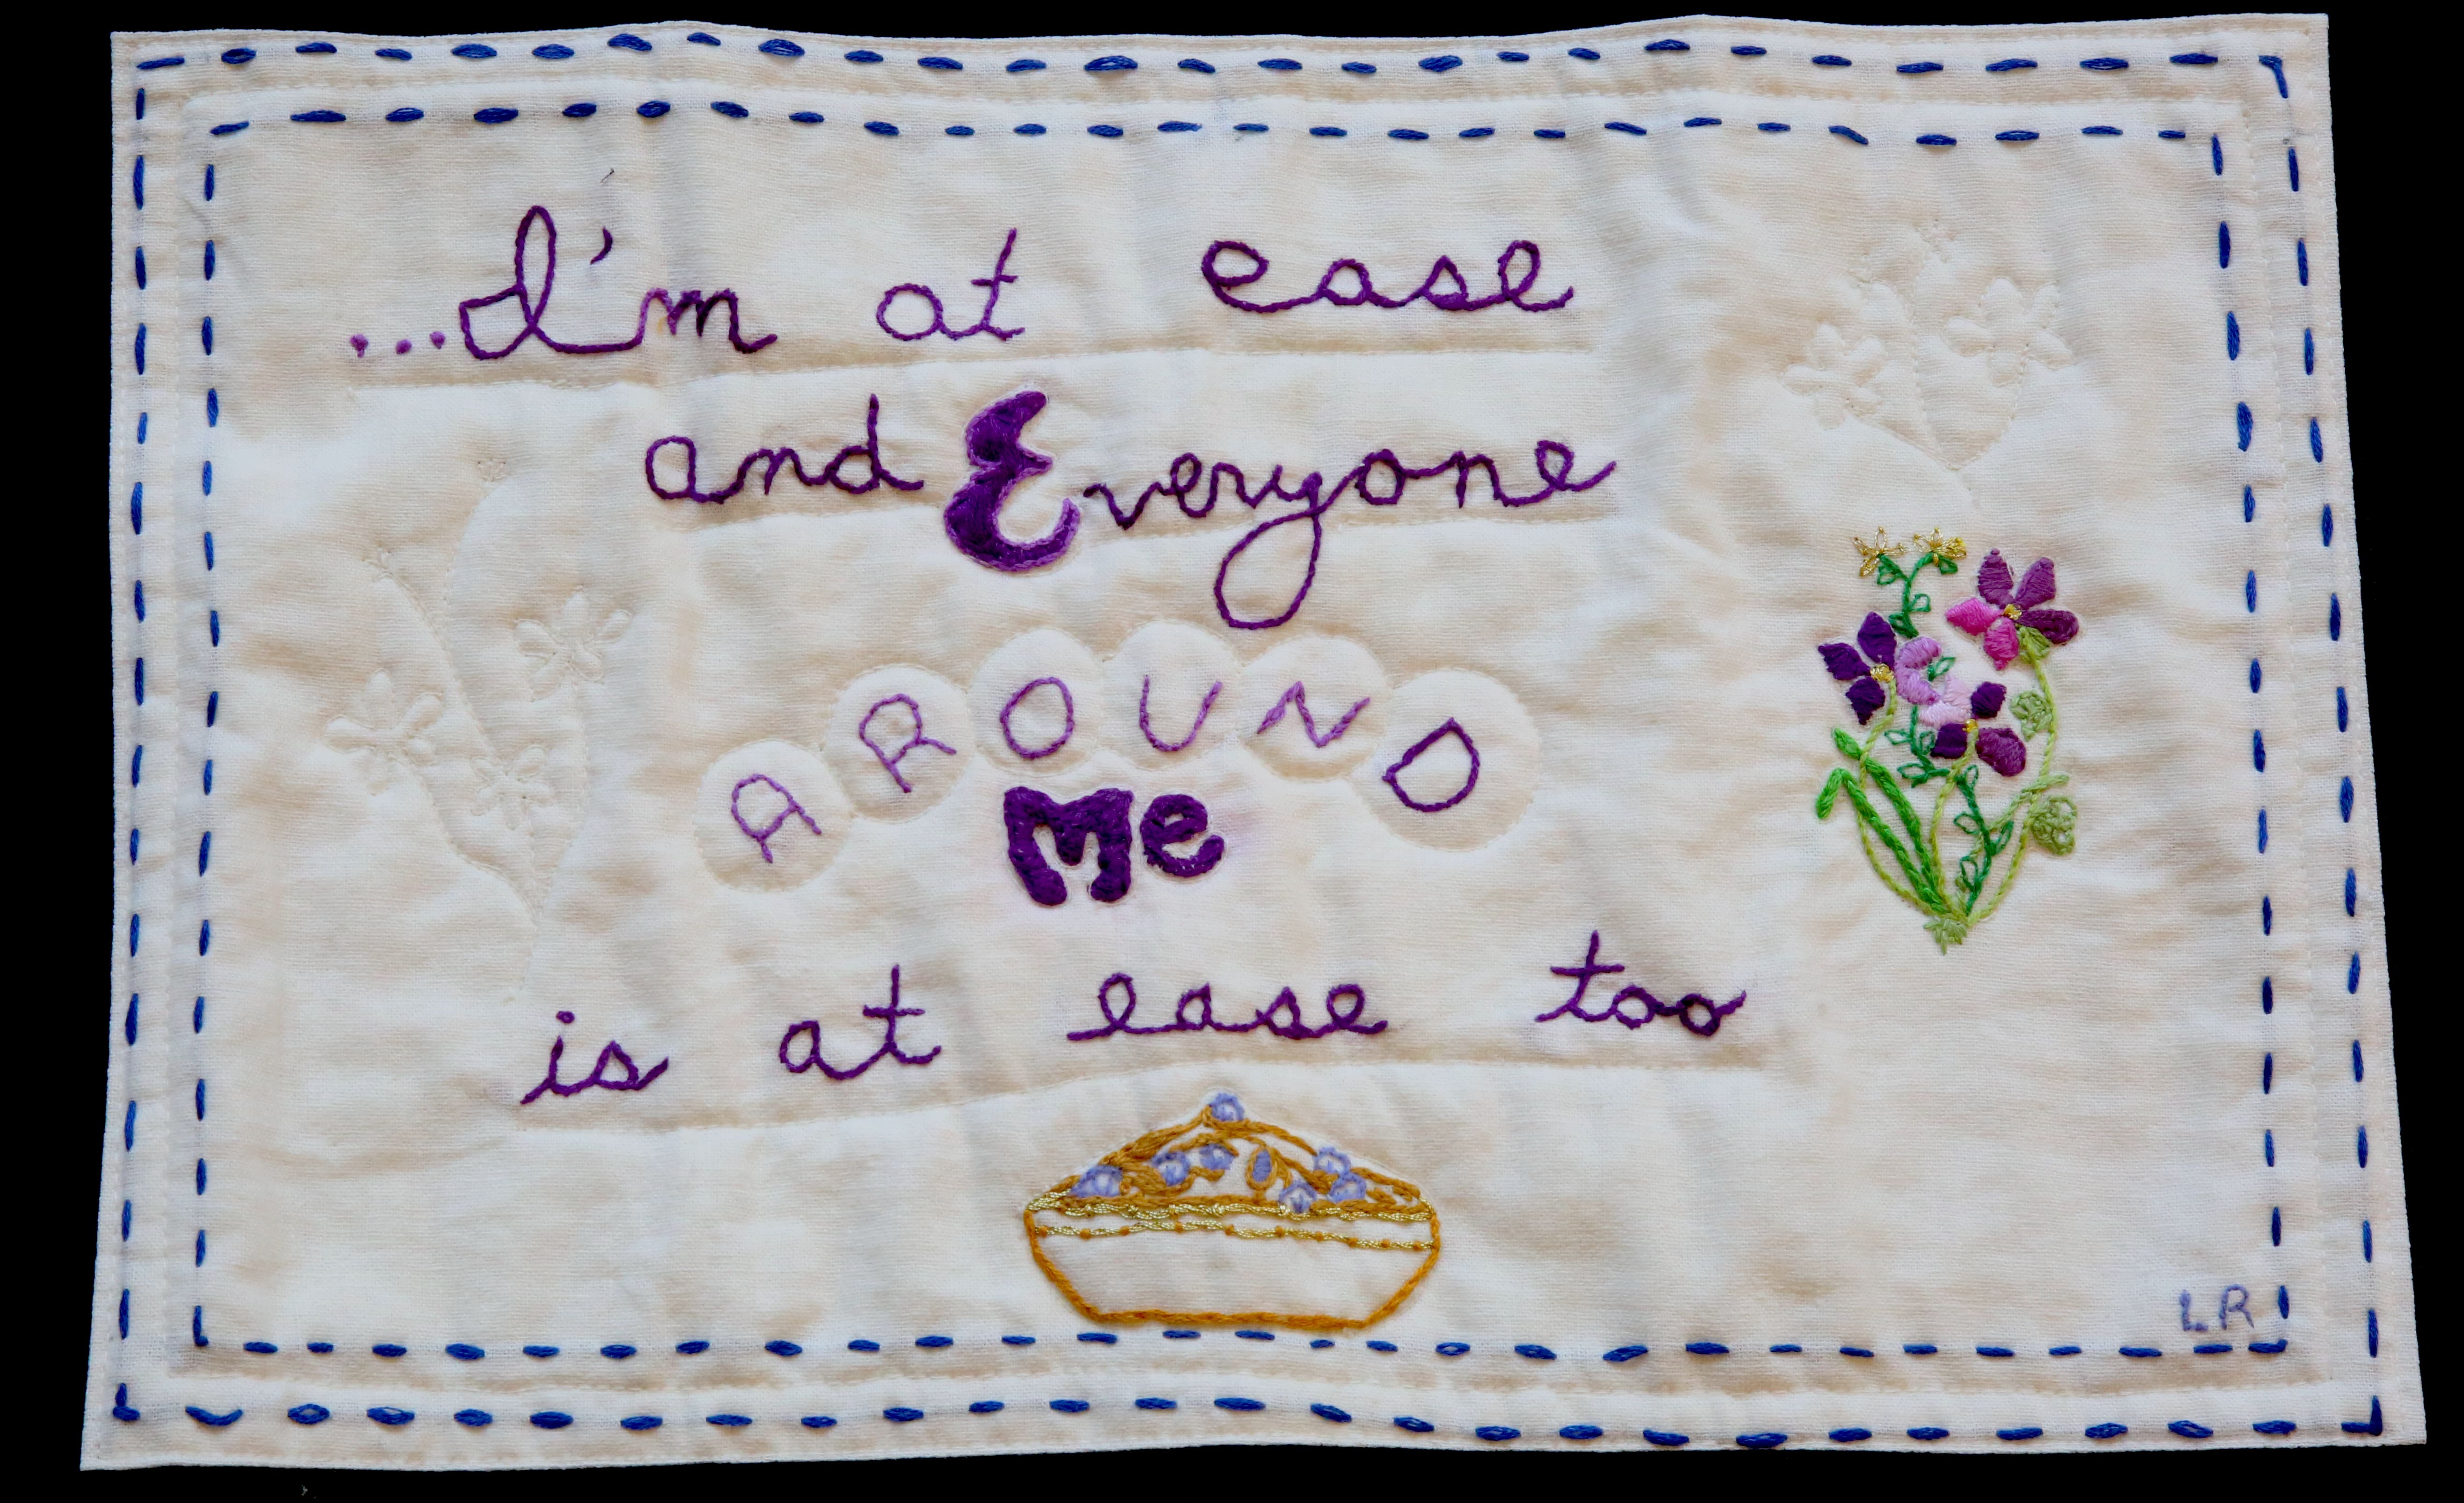 ...I'm at ease
and Everyone
AROUND
Me
is at ease too
LR